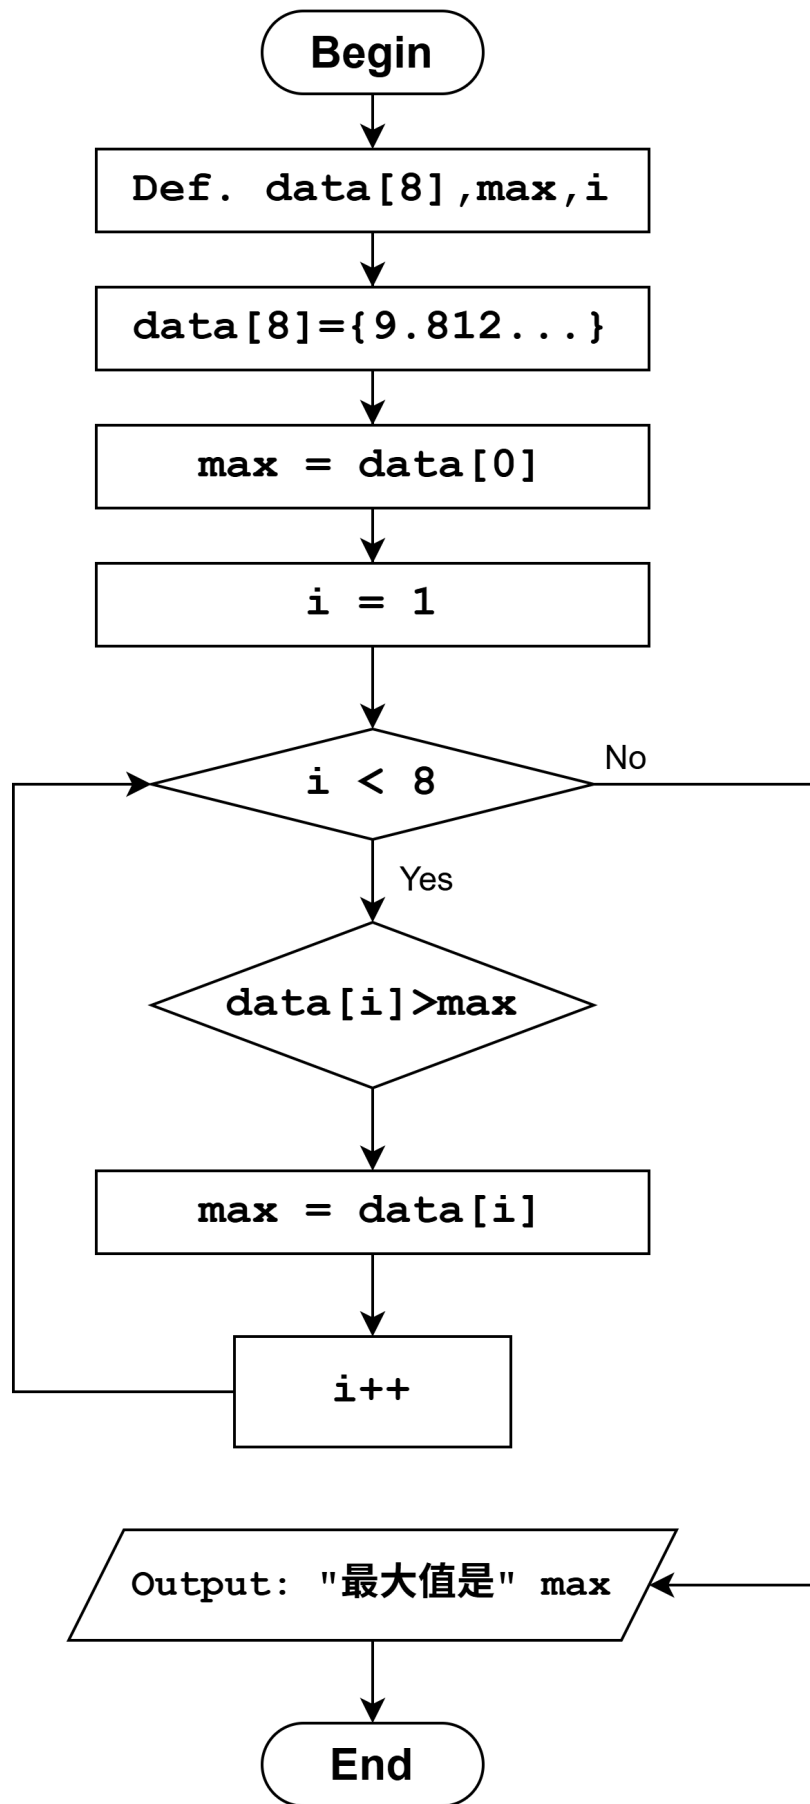 Begin
Def. data[8],max,i
data[8]={9.812...}
max = data[0]
i = 1
i < 8
No
Yes
data[i]>max
max = data[i]
i++
Output: "最大值是" max
End